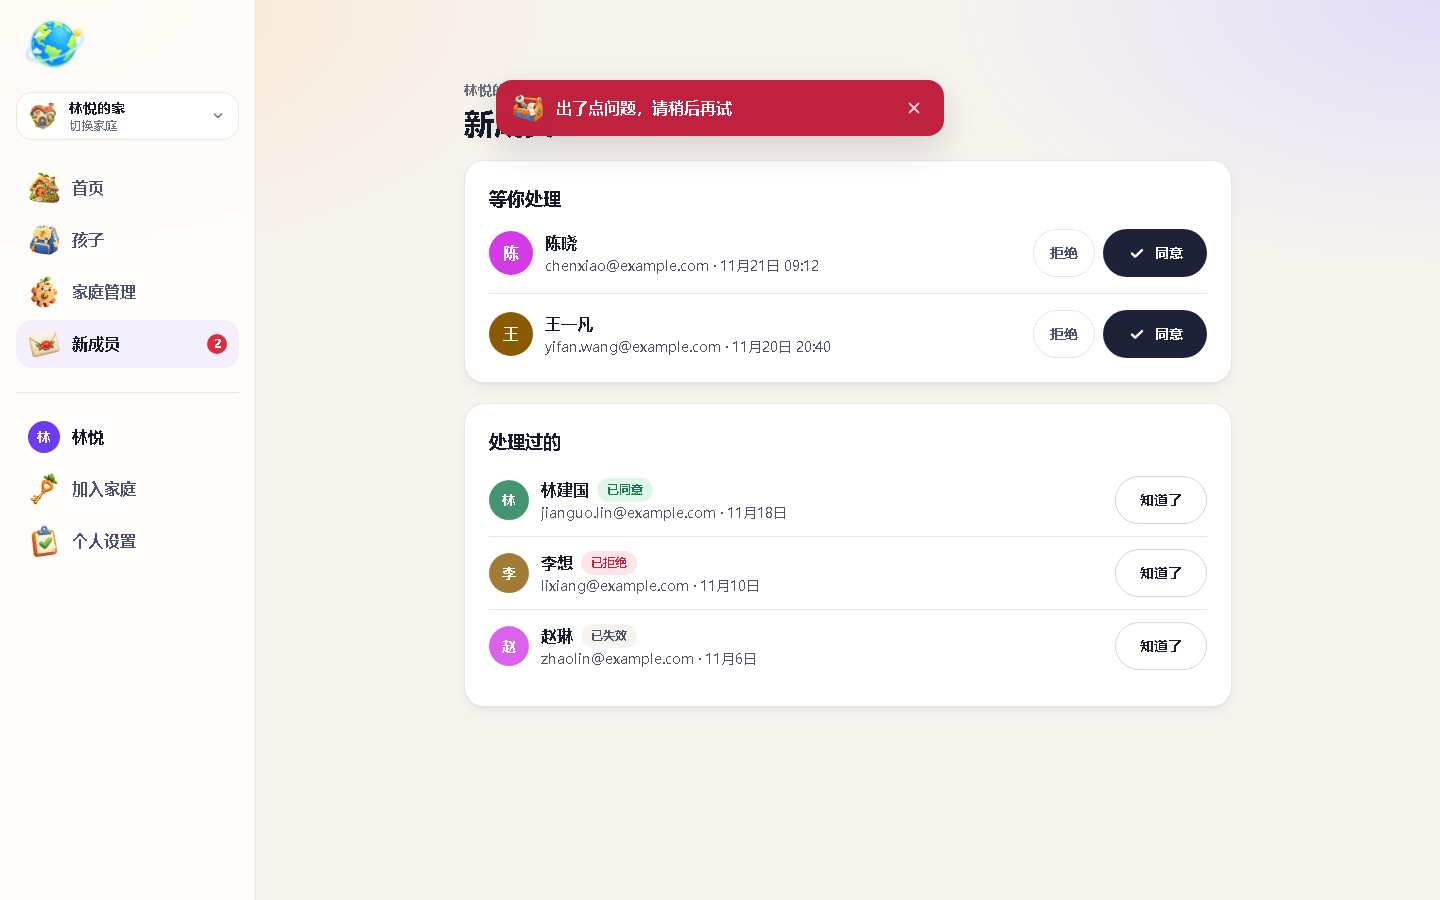 林悦的家
切换家庭
首页
孩子
家庭管理
新成员
2
林
林悦
加入家庭
个人设置
林悦的
新
出了点问题，请稍后再试
等你处理
陈
陈晓
chenxiao@example.com · 11月21日 09:12
拒绝
同意
王
王一凡
yifan.wang@example.com · 11月20日 20:40
拒绝
同意
处理过的
林
林建国
已同意
jianguo.lin@example.com · 11月18日
知道了
李
李想
已拒绝
lixiang@example.com · 11月10日
知道了
赵
赵琳
已失效
zhaolin@example.com · 11月6日
知道了